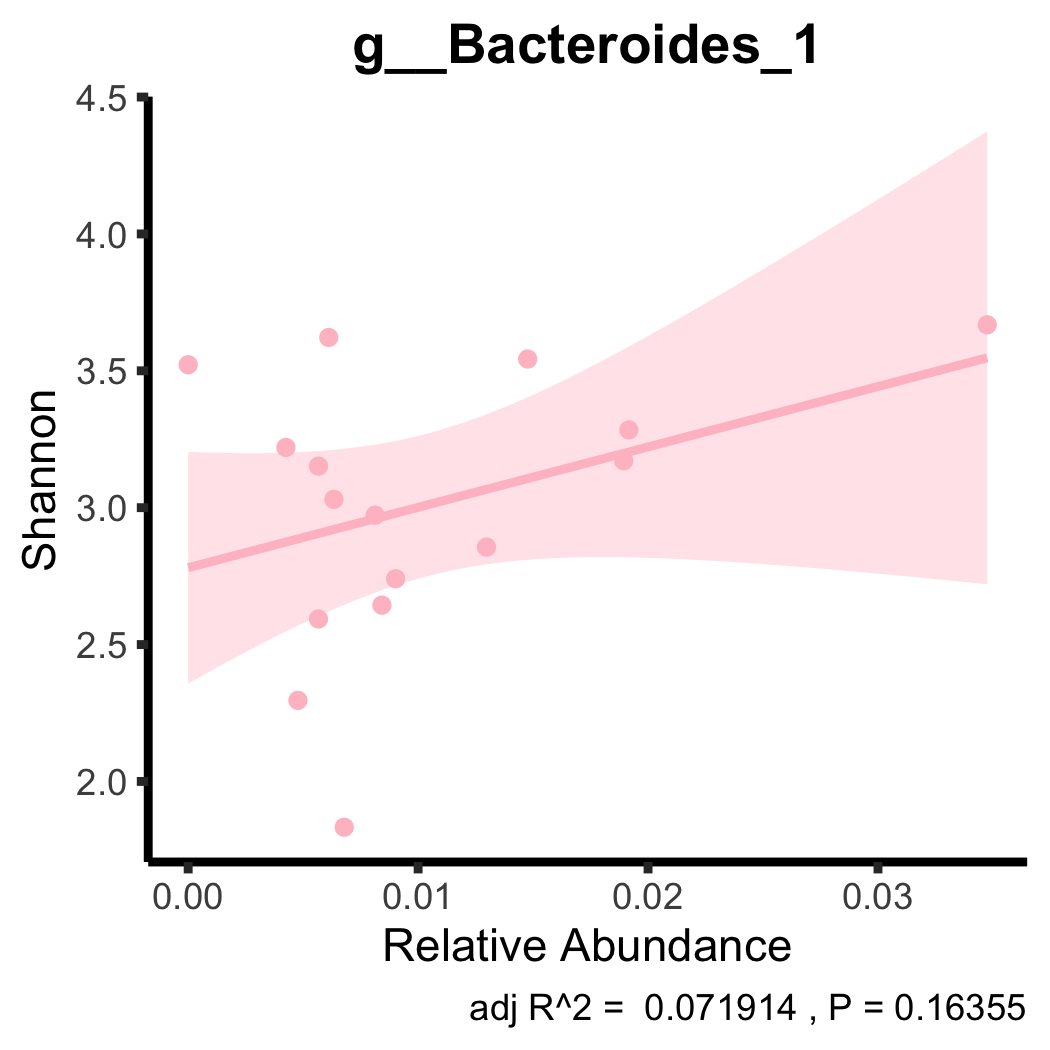 g__Bacteroides_1
4.5
4.0
3.5
3.0
2.5
2.0
Shannon
0.00 0.01 0.02 0.03
Relative Abundance
adj R^2 =  0.071914 , P = 0.16355